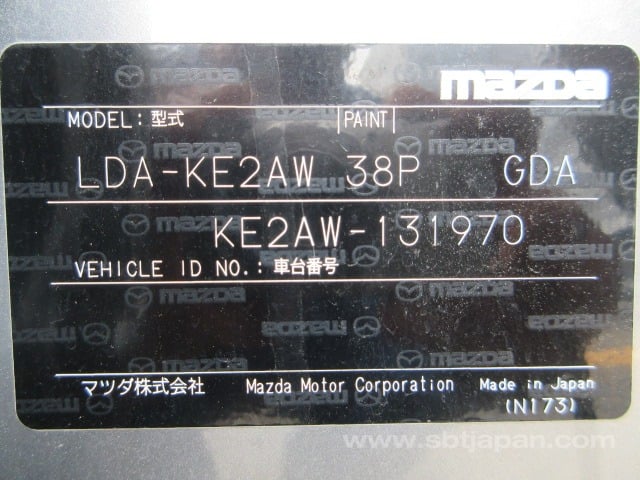 mazda
MODEL: 型式 PAINT
LDA-KE2AW 38P GDA
KE2AW-131970
VEHICLE ID NO.: 車台番号
マツダ株式会社 Mazda Motor Corporation Made in Japan
(N173)
www.sbtjapan.com